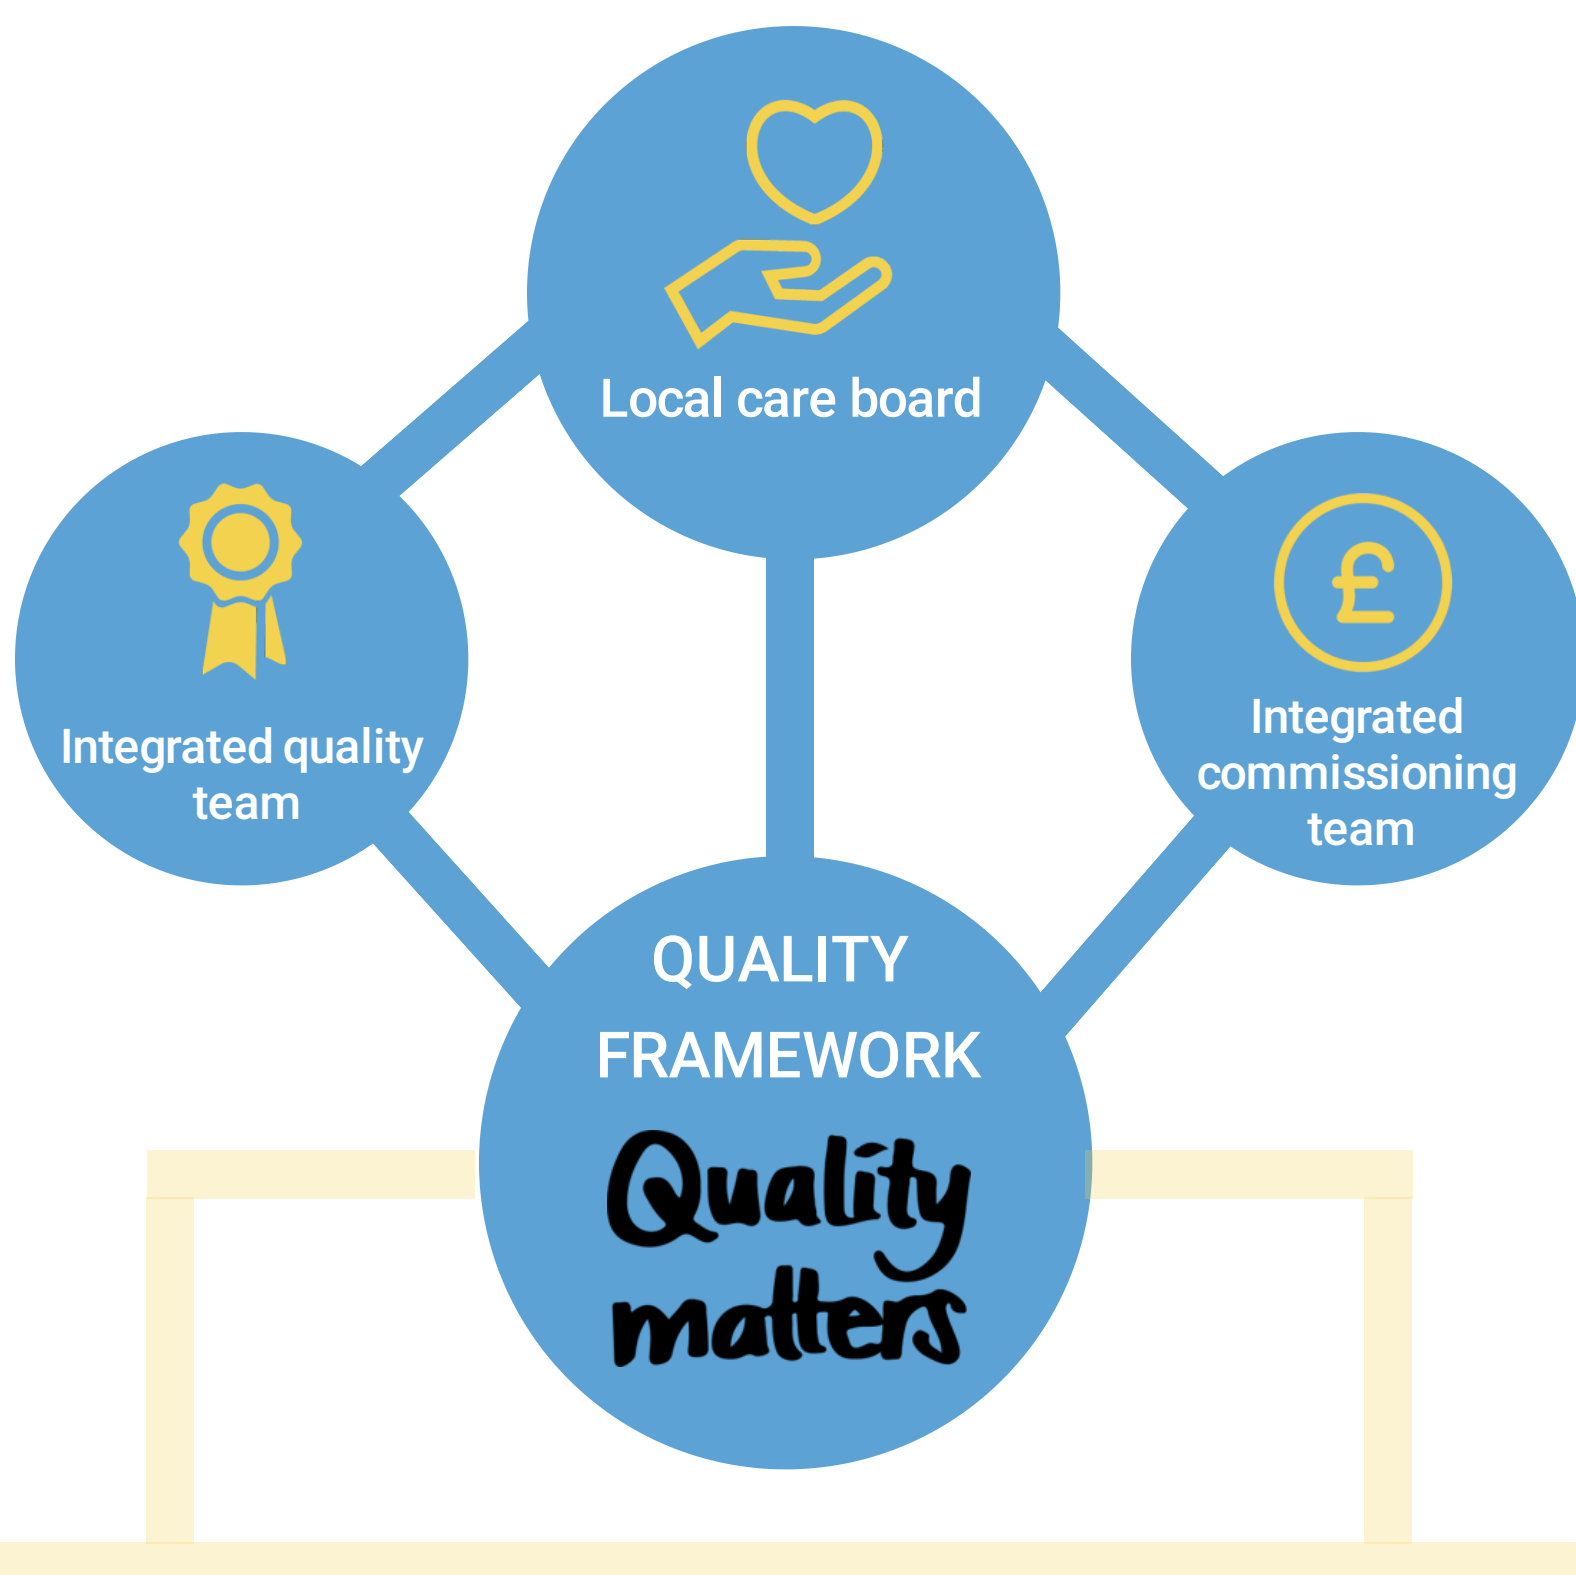 Local care board
Integrated quality
team
£
Integrated
commissioning
team
QUALITY
FRAMEWORK
Quality
matters